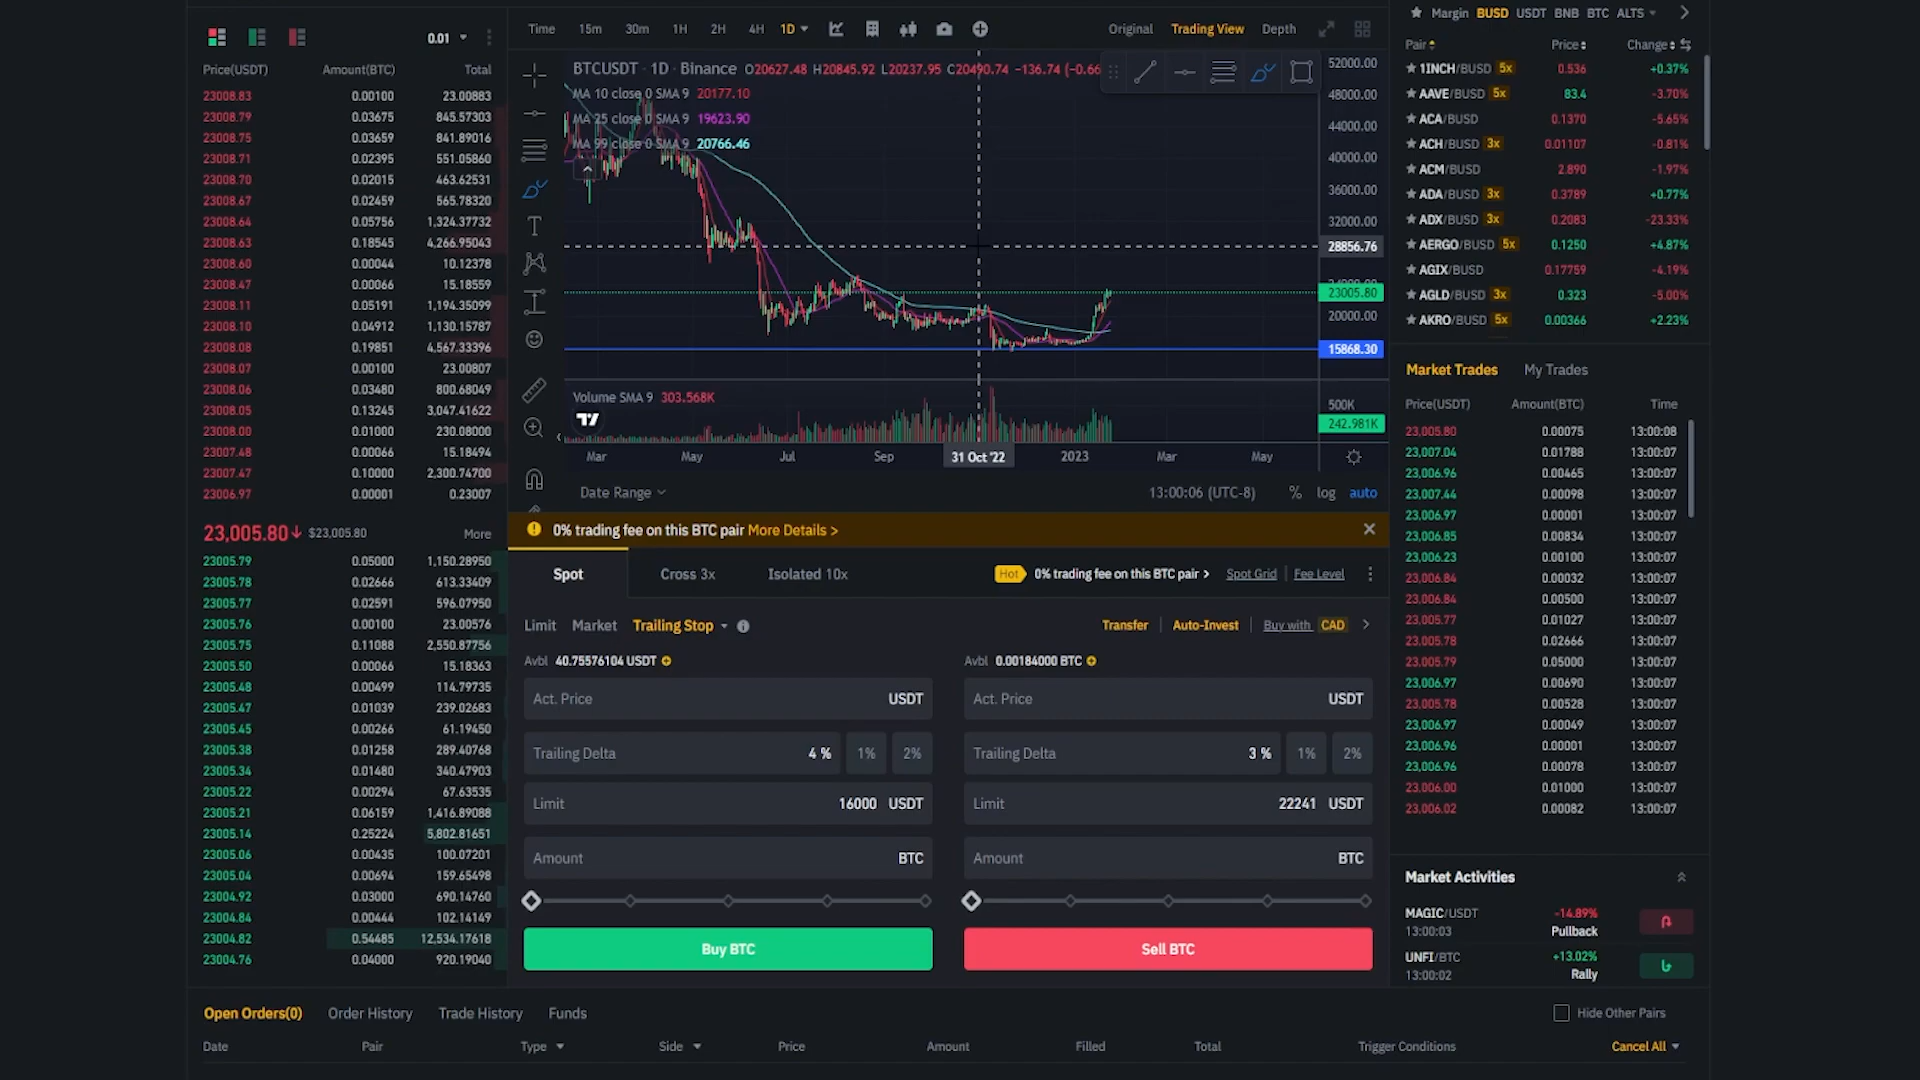 0.01
Price(USDT) Amount(BTC) Total
23008.83 0.00100 23.00883
23008.79 0.03675 845.57303
23008.75 0.03659 841.89016
23008.71 0.02395 551.05860
23008.70 0.02015 463.62531
23008.67 0.02459 565.78320
23008.64 0.05756 1,324.37732
23008.63 0.18545 4,266.95043
23008.60 0.00044 10.12378
23008.47 0.00066 15.18559
23008.11 0.05191 1,194.35099
23008.10 0.04912 1,130.15787
23008.08 0.19851 4,567.33396
23008.07 0.00100 23.00807
23008.06 0.03480 800.68049
23008.05 0.13245 3,047.41622
23008.00 0.01000 230.08000
23007.48 0.00066 15.18494
23007.47 0.10000 2,300.74700
23006.97 0.00001 0.23007
23,005.80↓ $23,005.80 More
23005.79 0.05000 1,150.28950
23005.78 0.02666 613.33409
23005.77 0.02591 596.07950
23005.76 0.00100 23.00576
23005.75 0.11088 2,550.87756
23005.50 0.00066 15.18363
23005.48 0.00499 114.79735
23005.47 0.01039 239.02683
23005.45 0.00266 61.19450
23005.38 0.01258 289.40768
23005.34 0.01480 340.47903
23005.22 0.00294 67.63535
23005.21 0.06159 1,416.89088
23005.14 0.25224 5,802.81651
23005.06 0.00435 100.07201
23005.04 0.00694 159.65498
23004.92 0.03000 690.14760
23004.84 0.00444 102.14149
23004.82 0.54485 12,534.17618
23004.76 0.04000 920.19040
Time 15m 30m 1H 2H 4H 1D Original Trading View Depth
BTCUSDT · 1D · Binance O20627.48 H20845.92 L20237.95 C20490.74 -136.74 (-0.66
MA 10 close 0 SMA 9 20177.10
MA 25 close 0 SMA 9 19623.90
MA 99 close 0 SMA 9 20766.46
52000.00
48000.00
44000.00
40000.00
36000.00
32000.00
28856.76
23005.80
20000.00
15868.30
Volume SMA 9 303.568K
500K
242.981K
Mar May Jul Sep 31 Oct '22 2023 Mar May
Date Range 13:00:06 (UTC-8) % log auto
0% trading fee on this BTC pair More Details >
Spot Cross 3x Isolated 10x Hot 0% trading fee on this BTC pair > Spot Grid Fee Level
Limit Market Trailing Stop Transfer Auto-Invest Buy with CAD >
Avbl 40.75576104 USDT Avbl 0.00184000 BTC
Act. Price USDT Act. Price USDT
Trailing Delta 4 % 1% 2% Trailing Delta 3 % 1% 2%
Limit 16000 USDT Limit 22241 USDT
Amount BTC Amount BTC
Buy BTC Sell BTC
Margin BUSD USDT BNB BTC ALTS
Pair Price Change
1INCH/BUSD 5x 0.536 +0.37%
AAVE/BUSD 5x 83.4 -3.70%
ACA/BUSD 0.1370 -5.65%
ACH/BUSD 3x 0.01107 -0.81%
ACM/BUSD 2.890 -1.97%
ADA/BUSD 3x 0.3789 +0.77%
ADX/BUSD 3x 0.2083 -23.33%
AERGO/BUSD 5x 0.1250 +4.87%
AGIX/BUSD 0.17759 -4.19%
AGLD/BUSD 3x 0.323 -5.00%
AKRO/BUSD 5x 0.00366 +2.23%
Market Trades My Trades
Price(USDT) Amount(BTC) Time
23,005.80 0.00075 13:00:08
23,007.04 0.01788 13:00:07
23,006.96 0.00465 13:00:07
23,007.44 0.00098 13:00:07
23,006.97 0.00001 13:00:07
23,006.85 0.00834 13:00:07
23,006.23 0.00100 13:00:07
23,006.84 0.00032 13:00:07
23,006.84 0.00500 13:00:07
23,005.77 0.01027 13:00:07
23,005.78 0.02666 13:00:07
23,005.79 0.05000 13:00:07
23,006.97 0.00690 13:00:07
23,005.78 0.00528 13:00:07
23,006.97 0.00049 13:00:07
23,006.96 0.00001 13:00:07
23,006.96 0.00078 13:00:07
23,006.00 0.01000 13:00:07
23,006.02 0.00082 13:00:07
Market Activities
MAGIC/USDT -14.89%
13:00:03 Pullback
UNFI/BTC +13.02%
13:00:02 Rally
Open Orders(0) Order History Trade History Funds Hide Other Pairs
Date Pair Type Side Price Amount Filled Total Trigger Conditions Cancel All